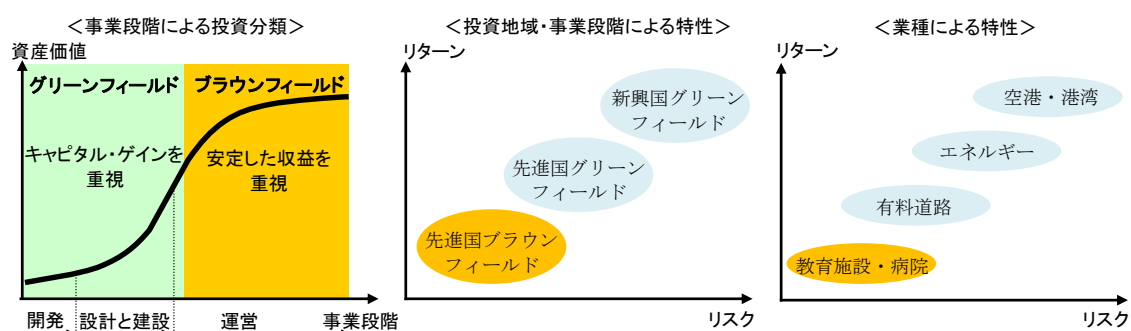 ＜事業段階による投資分類＞
資産価値
グリーンフィールド
ブラウンフィールド
キャピタル・ゲインを
重視
安定した収益を
重視
開発
設計と建設
運営
事業段階
＜投資地域・事業段階による特性＞
リターン
新興国グリーン
フィールド
先進国グリーン
フィールド
先進国ブラウン
フィールド
リスク
＜業種による特性＞
リターン
空港・港湾
エネルギー
有料道路
教育施設・病院
リスク